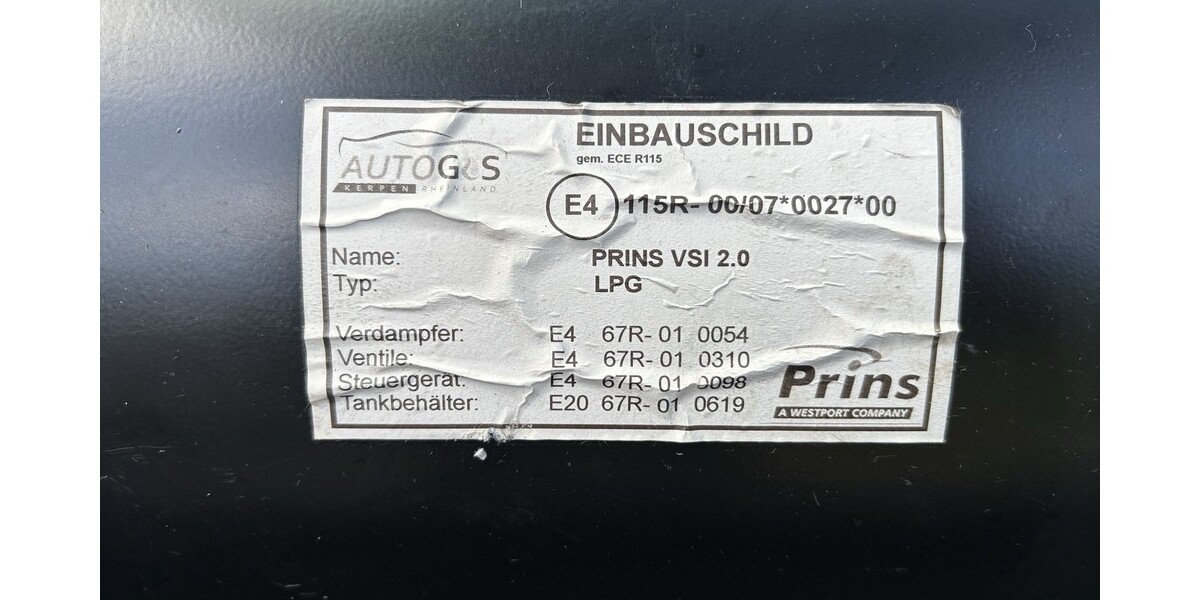 AUTOGAS
KERPEN RHEINLAND
EINBAUSCHILD
gem. ECE R115
E4 115R- 00/07*0027*00
Name: PRINS VSI 2.0
Typ: LPG
Verdampfer: E4 67R- 01 0054
Ventile: E4 67R- 01 0310
Steuergerät: E4 67R- 01 0098
Tankbehälter: E20 67R- 01 0619
Prins
A WESTPORT COMPANY